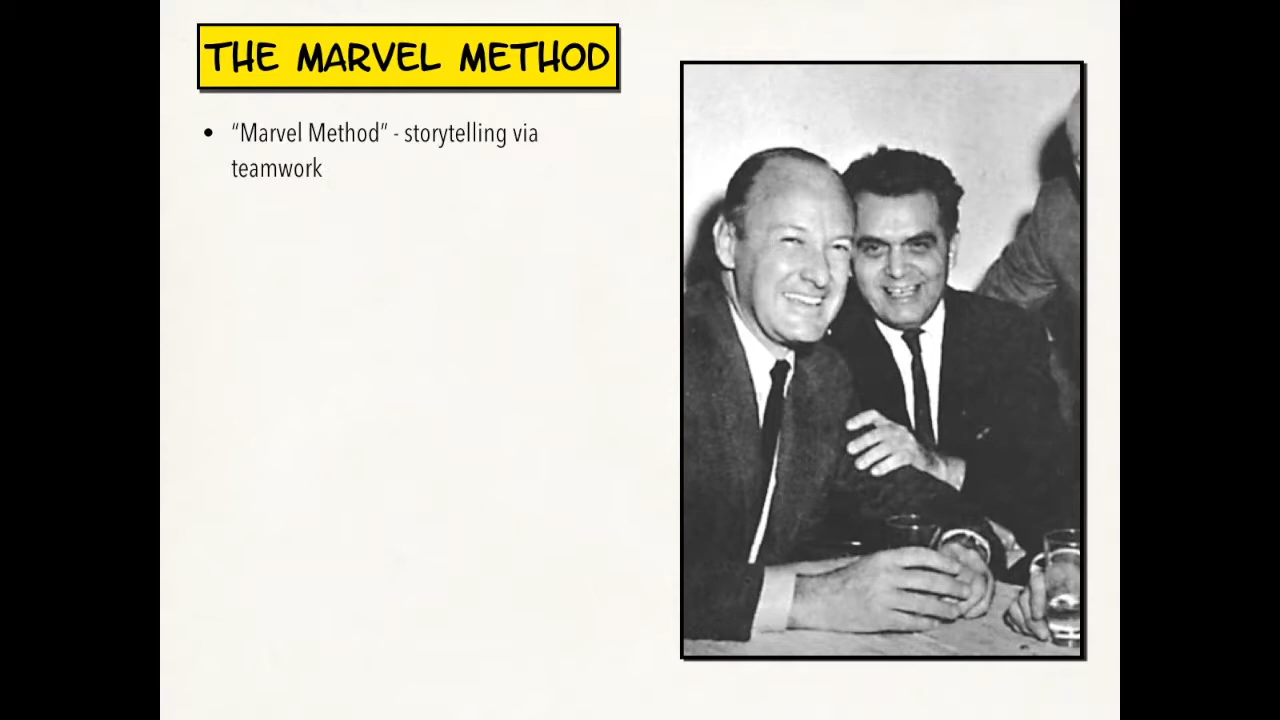 THE MARVEL METHOD
• “Marvel Method” - storytelling via
teamwork